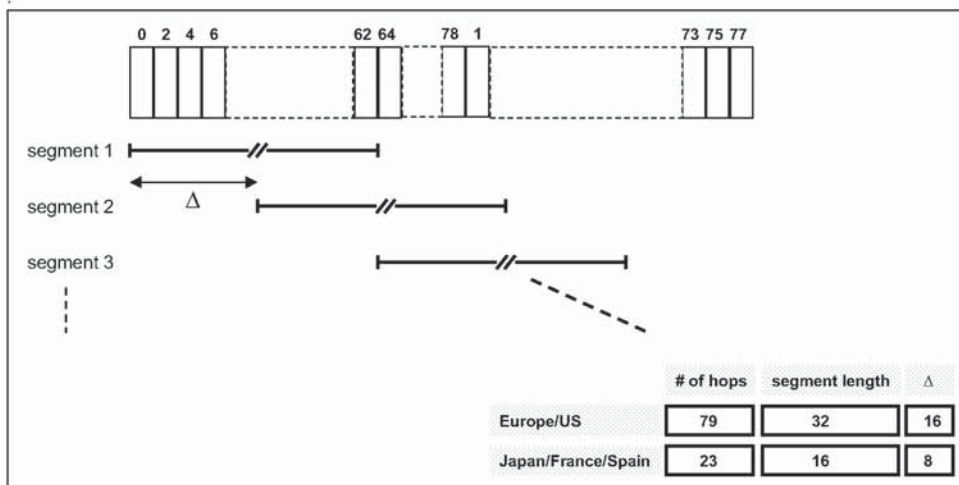 0 2 4 6 62 64 78 1 73 75 77
segment 1
Δ
segment 2
segment 3
# of hops segment length Δ
Europe/US 79 32 16
Japan/France/Spain 23 16 8